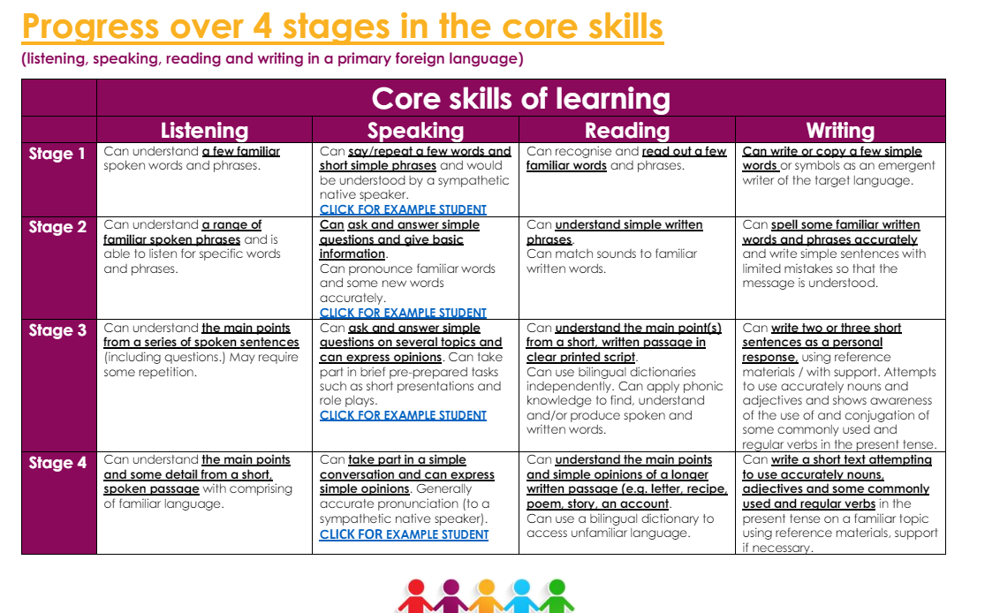 Progress over 4 stages in the core skills
(listening, speaking, reading and writing in a primary foreign language)
Core skills of learning
Listening
Speaking
Reading
Writing
Stage 1
Can understand a few familiar
spoken words and phrases.
Can say/repeat a few words and
short simple phrases and would
be understood by a sympathetic
native speaker.
CLICK FOR EXAMPLE STUDENT
Can recognise and read out a few
familiar words and phrases.
Can write or copy a few simple
words or symbols as an emergent
writer of the target language.
Stage 2
Can understand a range of
familiar spoken phrases and is
able to listen for specific words
and phrases.
Can ask and answer simple
questions and give basic
information.
Can pronounce familiar words
and some new words
accurately.
CLICK FOR EXAMPLE STUDENT
Can understand simple written
phrases.
Can match sounds to familiar
written words.
Can spell some familiar written
words and phrases accurately
and write simple sentences with
limited mistakes so that the
message is understood.
Stage 3
Can understand the main points
from a series of spoken sentences
(including questions.) May require
some repetition.
Can ask and answer simple
questions on several topics and
can express opinions. Can take
part in brief pre-prepared tasks
such as short presentations and
role plays.
CLICK FOR EXAMPLE STUDENT
Can understand the main point(s)
from a short, written passage in
clear printed script.
Can use bilingual dictionaries
independently. Can apply phonic
knowledge to find, understand
and/or produce spoken and
written words.
Can write two or three short
sentences as a personal
response, using reference
materials / with support. Attempts
to use accurately nouns and
adjectives and shows awareness
of the use of and conjugation of
some commonly used and
regular verbs in the present tense.
Stage 4
Can understand the main points
and some detail from a short,
spoken passage with comprising
of familiar language.
Can take part in a simple
conversation and can express
simple opinions. Generally
accurate pronunciation (to a
sympathetic native speaker).
CLICK FOR EXAMPLE STUDENT
Can understand the main points
and simple opinions of a longer
written passage (e.g. letter, recipe,
poem, story, an account.
Can use a bilingual dictionary to
access unfamiliar language.
Can write a short text attempting
to use accurately nouns,
adjectives and some commonly
used and regular verbs in the
present tense on a familiar topic
using reference materials, support
if necessary.